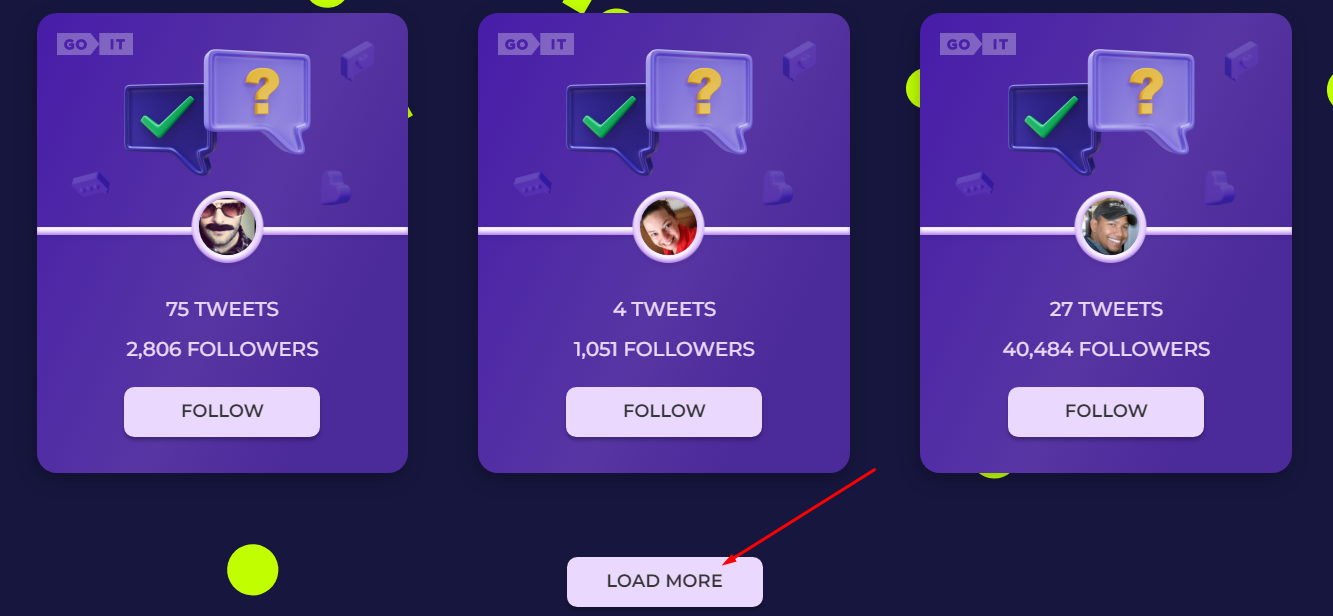 GO IT
GO IT
GO IT
75 TWEETS
4 TWEETS
27 TWEETS
2,806 FOLLOWERS
1,051 FOLLOWERS
40,484 FOLLOWERS
FOLLOW
FOLLOW
FOLLOW
LOAD MORE